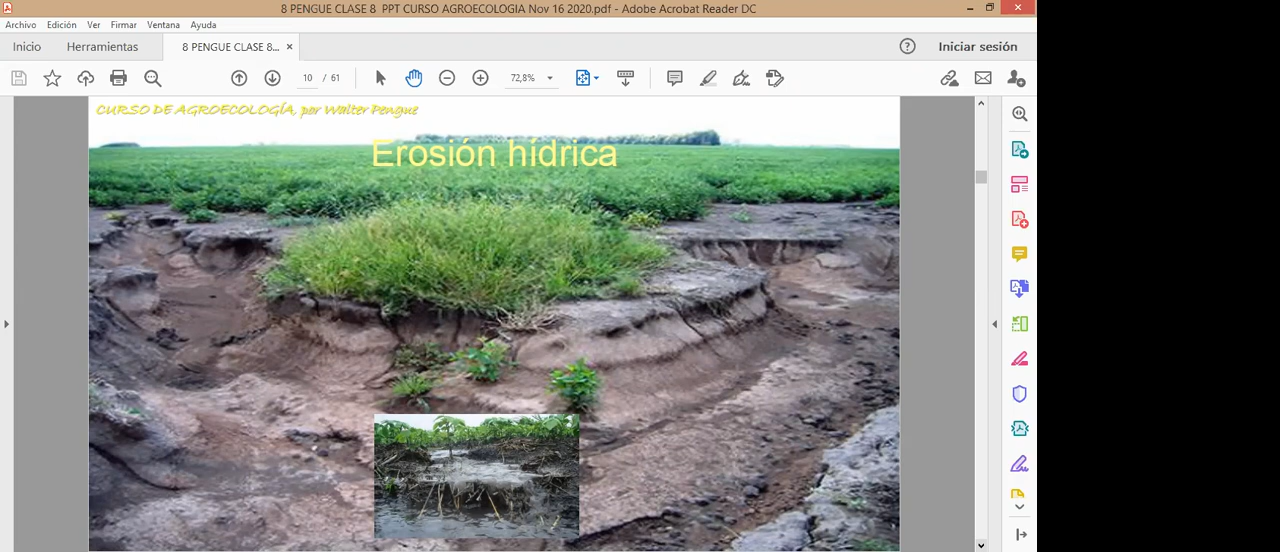 8 PENGUE CLASE 8 PPT CURSO AGROECOLOGIA Nov 16 2020.pdf - Adobe Acrobat Reader DC
Archivo Edición Ver Firmar Ventana Ayuda
Inicio Herramientas 8 PENGUE CLASE 8... × Iniciar sesión
10 / 61 72,8%
CURSO DE AGROECOLOGÍA, por Walter Pengue
Erosión hídrica